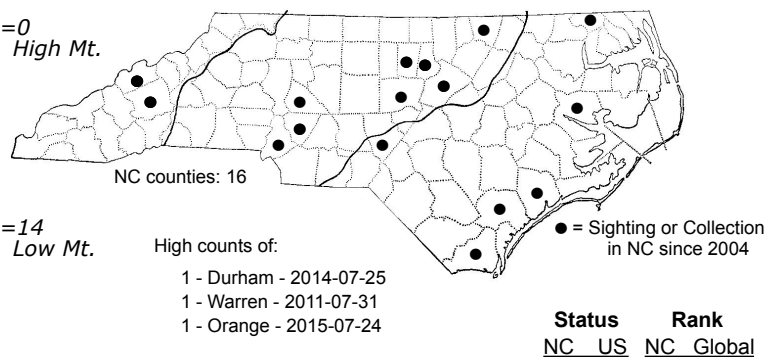 =0
High Mt.
NC counties: 16
=14
Low Mt.
High counts of:
1 - Durham - 2014-07-25
1 - Warren - 2011-07-31
1 - Orange - 2015-07-24
● = Sighting or Collection
in NC since 2004
Status Rank
NC US NC Global